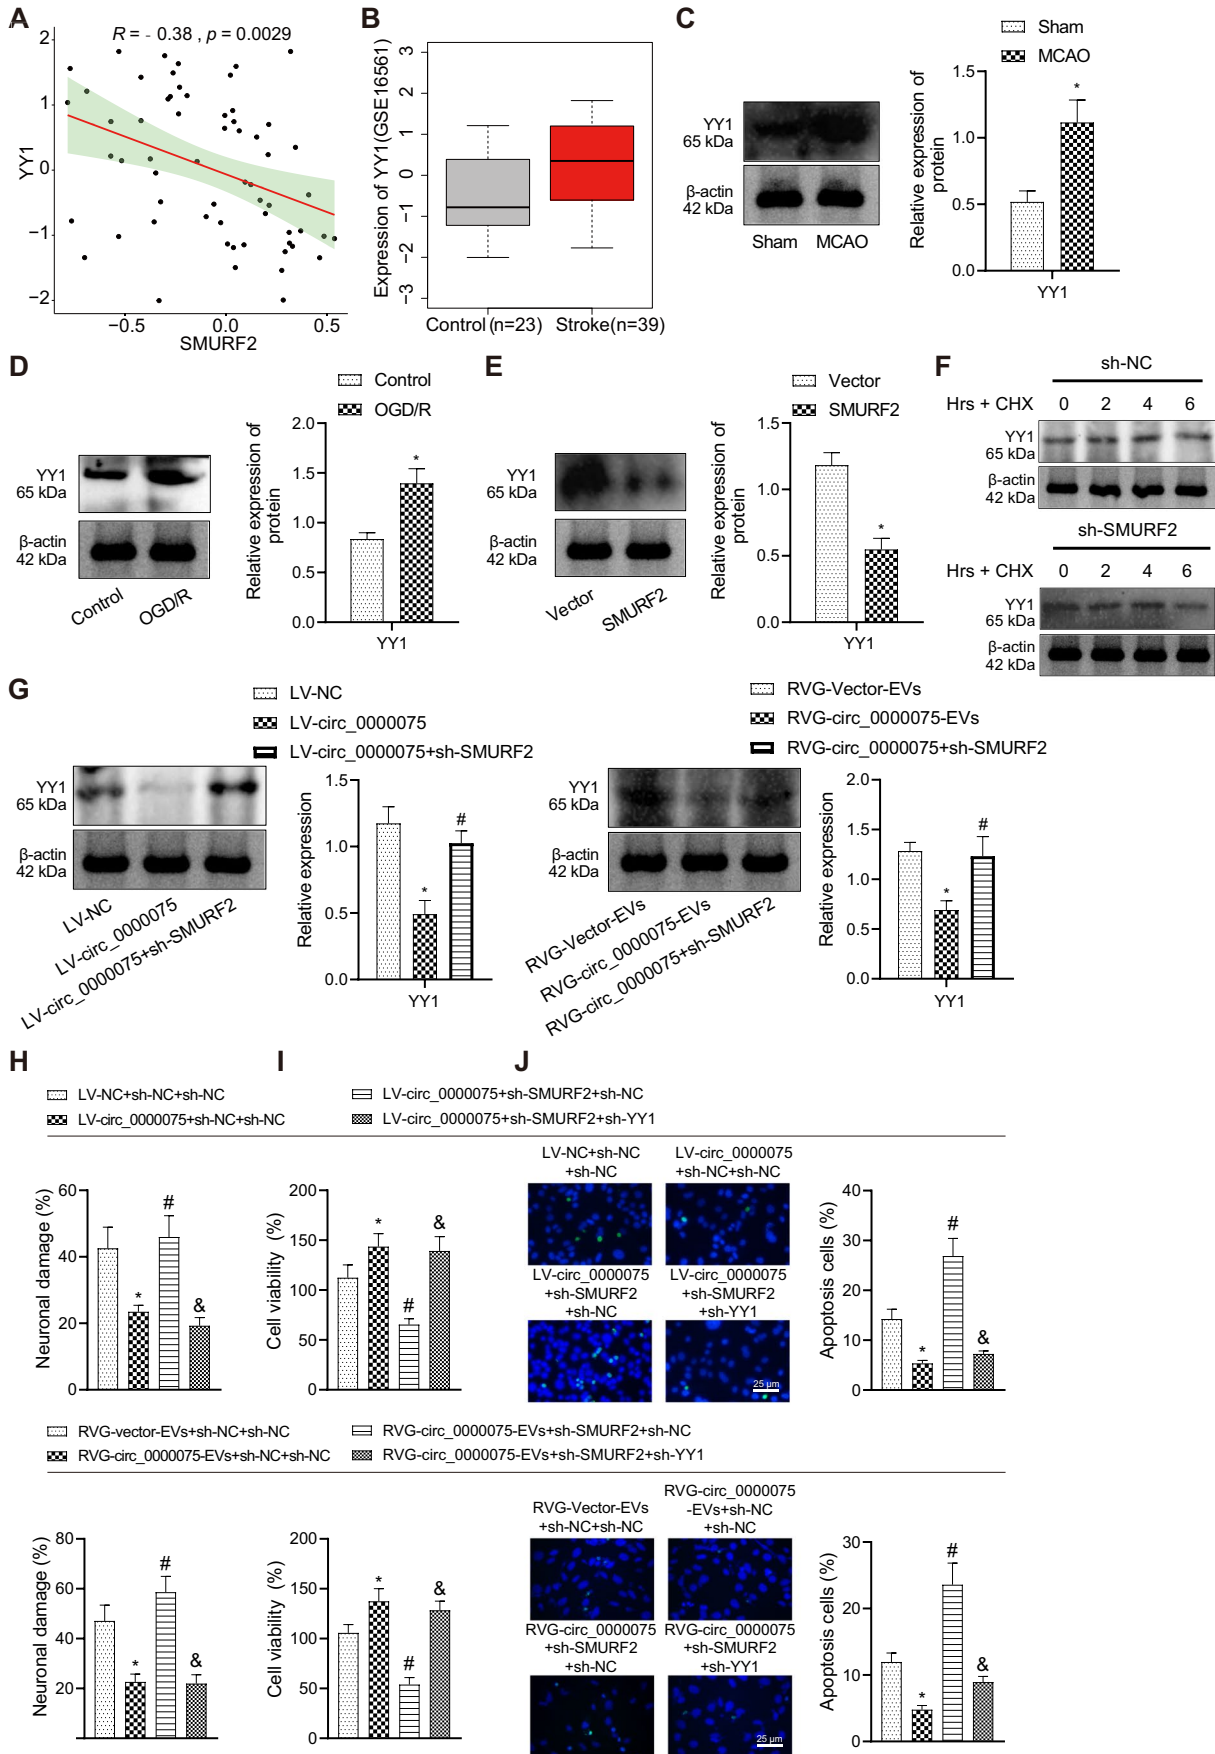 A
R = - 0.38 , p = 0.0029
YY1
2
1
0
−1
−2
−0.5
0.0
0.5
SMURF2
B
Expression of YY1(GSE16561)
3
2
1
0
−1
−2
−3
Control(n=23)
Stroke(n=39)
C
Sham
MCAO
YY1
65 kDa
β-actin
42 kDa
Sham
MCAO
Relative expression of
protein
1.5
1.0
0.5
0.0
*
YY1
D
Control
OGD/R
YY1
65 kDa
β-actin
42 kDa
Control
OGD/R
Relative expression of
protein
2.0
1.5
1.0
0.5
0.0
*
YY1
E
Vector
SMURF2
YY1
65 kDa
β-actin
42 kDa
Vector
SMURF2
Relative expression of
protein
1.5
1.0
0.5
0.0
*
YY1
F
sh-NC
Hrs + CHX 0 2 4 6
YY1
65 kDa
β-actin
42 kDa
sh-SMURF2
Hrs + CHX 0 2 4 6
YY1
65 kDa
β-actin
42 kDa
G
LV-NC
LV-circ_0000075
LV-circ_0000075+sh-SMURF2
YY1
65 kDa
β-actin
42 kDa
LV-NC
LV-circ_0000075
LV-circ_0000075+sh-SMURF2
Relative expression
1.5
1.0
0.5
0.0
*
#
YY1
RVG-Vector-EVs
RVG-circ_0000075-EVs
RVG-circ_0000075+sh-SMURF2
YY1
65 kDa
β-actin
42 kDa
RVG-Vector-EVs
RVG-circ_0000075-EVs
RVG-circ_0000075+sh-SMURF2
Relative expression
2.0
1.5
1.0
0.5
0.0
*
#
YY1
H
I
J
LV-NC+sh-NC+sh-NC
LV-circ_0000075+sh-NC+sh-NC
LV-circ_0000075+sh-SMURF2+sh-NC
LV-circ_0000075+sh-SMURF2+sh-YY1
Neuronal damage (%)
60
40
20
0
*
#
&
Cell viability (%)
200
150
100
50
0
*
#
&
LV-NC+sh-NC
+sh-NC
LV-circ_0000075
+sh-NC+sh-NC
LV-circ_0000075
+sh-SMURF2
+sh-NC
LV-circ_0000075
+sh-SMURF2
+sh-YY1
25 μm
Apoptosis cells (%)
40
30
20
10
0
*
#
&
RVG-vector-EVs+sh-NC+sh-NC
RVG-circ_0000075-EVs+sh-NC+sh-NC
RVG-circ_0000075-EVs+sh-SMURF2+sh-NC
RVG-circ_0000075-EVs+sh-SMURF2+sh-YY1
Neuronal damage (%)
80
60
40
20
*
#
&
Cell viability (%)
200
150
100
50
0
*
#
&
RVG-Vector-EVs
+sh-NC+sh-NC
RVG-circ_0000075
-EVs+sh-NC
+sh-NC
RVG-circ_0000075
+sh-SMURF2
+sh-NC
RVG-circ_0000075
+sh-SMURF2
+sh-YY1
25 μm
Apoptosis cells (%)
30
20
10
0
*
#
&